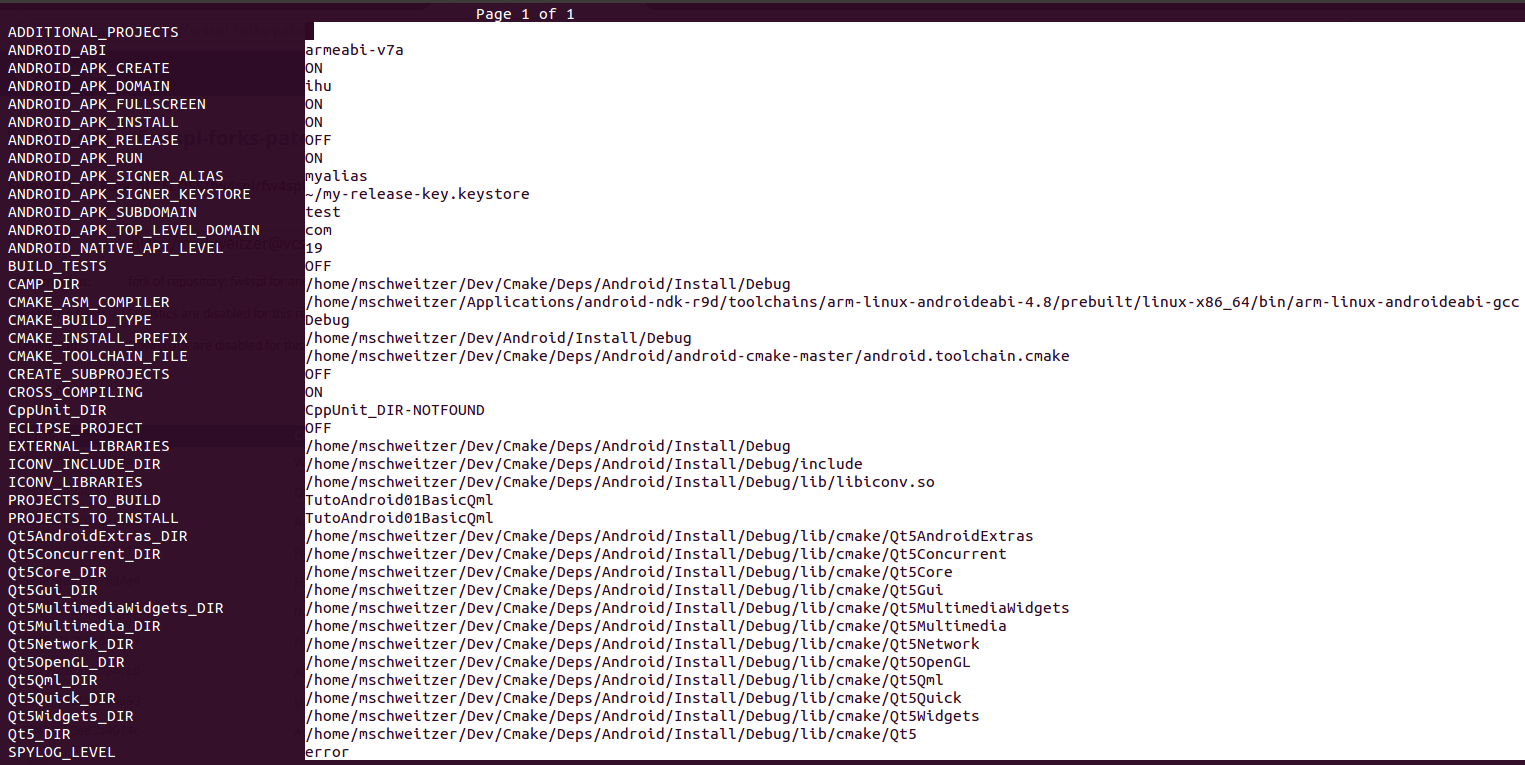 Page 1 of 1
ADDITIONAL_PROJECTS
ANDROID_ABI armeabi-v7a
ANDROID_APK_CREATE ON
ANDROID_APK_DOMAIN ihu
ANDROID_APK_FULLSCREEN ON
ANDROID_APK_INSTALL ON
ANDROID_APK_RELEASE OFF
ANDROID_APK_RUN ON
ANDROID_APK_SIGNER_ALIAS myalias
ANDROID_APK_SIGNER_KEYSTORE ~/my-release-key.keystore
ANDROID_APK_SUBDOMAIN test
ANDROID_APK_TOP_LEVEL_DOMAIN com
ANDROID_NATIVE_API_LEVEL 19
BUILD_TESTS OFF
CAMP_DIR /home/mschweitzer/Dev/Cmake/Deps/Android/Install/Debug
CMAKE_ASM_COMPILER /home/mschweitzer/Applications/android-ndk-r9d/toolchains/arm-linux-androideabi-4.8/prebuilt/linux-x86_64/bin/arm-linux-androideabi-gcc
CMAKE_BUILD_TYPE Debug
CMAKE_INSTALL_PREFIX /home/mschweitzer/Dev/Android/Install/Debug
CMAKE_TOOLCHAIN_FILE /home/mschweitzer/Dev/Cmake/Deps/Android/android-cmake-master/android.toolchain.cmake
CREATE_SUBPROJECTS OFF
CROSS_COMPILING ON
CppUnit_DIR CppUnit_DIR-NOTFOUND
ECLIPSE_PROJECT OFF
EXTERNAL_LIBRARIES /home/mschweitzer/Dev/Cmake/Deps/Android/Install/Debug
ICONV_INCLUDE_DIR /home/mschweitzer/Dev/Cmake/Deps/Android/Install/Debug/include
ICONV_LIBRARIES /home/mschweitzer/Dev/Cmake/Deps/Android/Install/Debug/lib/libiconv.so
PROJECTS_TO_BUILD TutoAndroid01BasicQml
PROJECTS_TO_INSTALL TutoAndroid01BasicQml
Qt5AndroidExtras_DIR /home/mschweitzer/Dev/Cmake/Deps/Android/Install/Debug/lib/cmake/Qt5AndroidExtras
Qt5Concurrent_DIR /home/mschweitzer/Dev/Cmake/Deps/Android/Install/Debug/lib/cmake/Qt5Concurrent
Qt5Core_DIR /home/mschweitzer/Dev/Cmake/Deps/Android/Install/Debug/lib/cmake/Qt5Core
Qt5Gui_DIR /home/mschweitzer/Dev/Cmake/Deps/Android/Install/Debug/lib/cmake/Qt5Gui
Qt5MultimediaWidgets_DIR /home/mschweitzer/Dev/Cmake/Deps/Android/Install/Debug/lib/cmake/Qt5MultimediaWidgets
Qt5Multimedia_DIR /home/mschweitzer/Dev/Cmake/Deps/Android/Install/Debug/lib/cmake/Qt5Multimedia
Qt5Network_DIR /home/mschweitzer/Dev/Cmake/Deps/Android/Install/Debug/lib/cmake/Qt5Network
Qt5OpenGL_DIR /home/mschweitzer/Dev/Cmake/Deps/Android/Install/Debug/lib/cmake/Qt5OpenGL
Qt5Qml_DIR /home/mschweitzer/Dev/Cmake/Deps/Android/Install/Debug/lib/cmake/Qt5Qml
Qt5Quick_DIR /home/mschweitzer/Dev/Cmake/Deps/Android/Install/Debug/lib/cmake/Qt5Quick
Qt5Widgets_DIR /home/mschweitzer/Dev/Cmake/Deps/Android/Install/Debug/lib/cmake/Qt5Widgets
Qt5_DIR /home/mschweitzer/Dev/Cmake/Deps/Android/Install/Debug/lib/cmake/Qt5
SPYLOG_LEVEL error